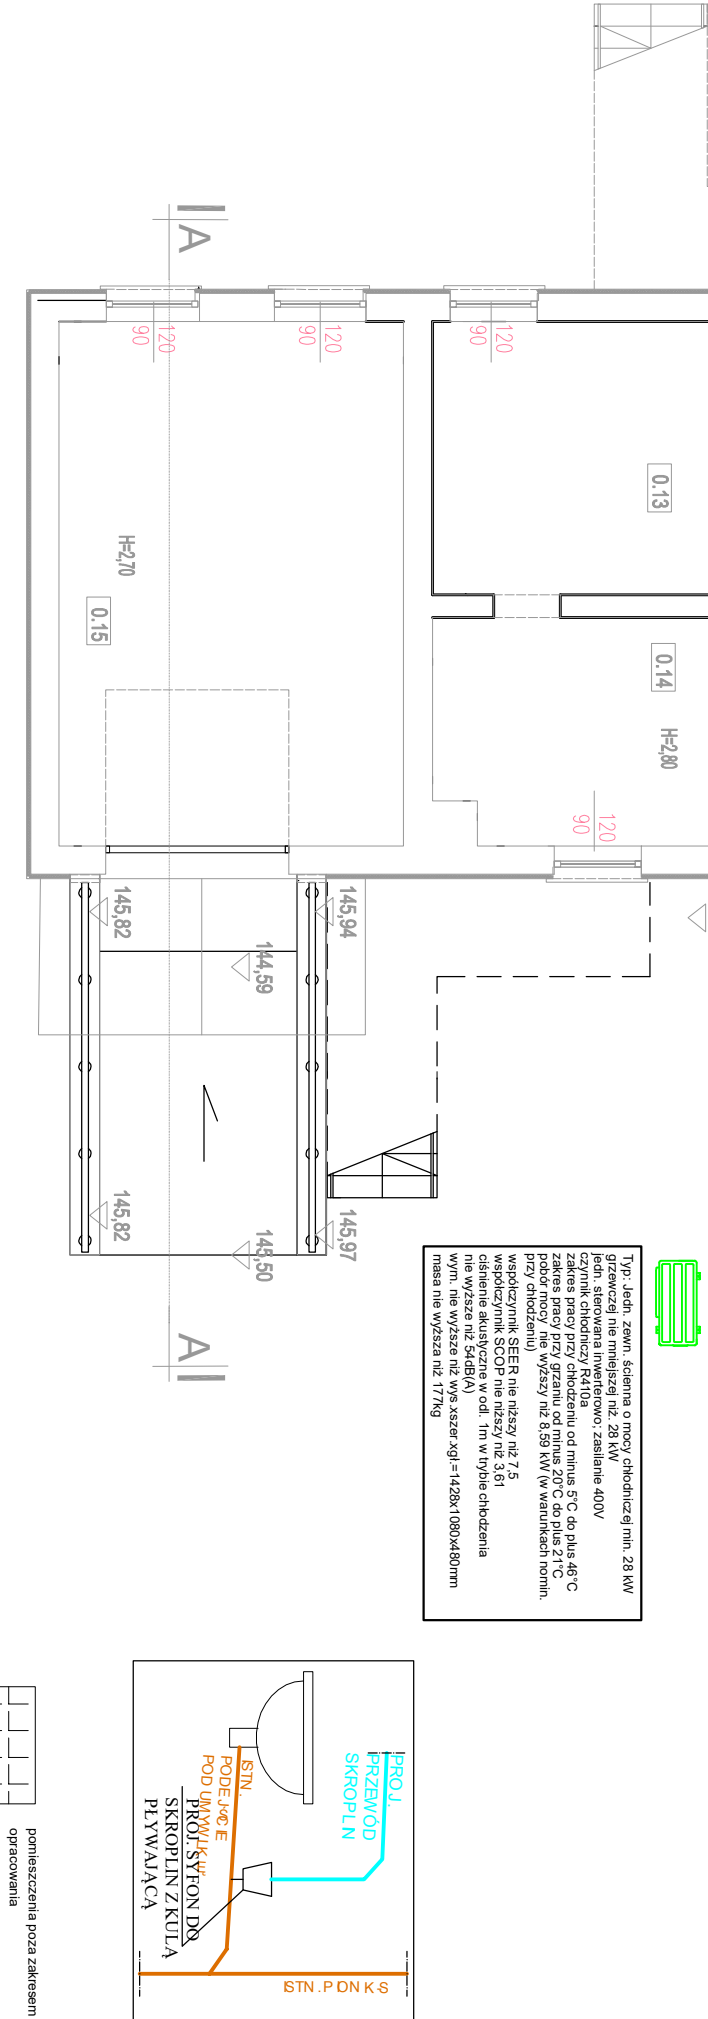 A
120
90
120
90
120
90
0.13
H=2,70
0.15
0.14
H=2,80
120
90
145,82
145,94
144,59
145,82
145,50
145,97
A
Typ: Jedn. zewn. ścienna o mocy chłodniczej min. 28 kW
grzewczej nie mniejszej niż. 28 kW
jedn. sterowana inwerterowo; zasilanie 400V
czynnik chłodniczy R410a
zakres pracy przy chłodzeniu od minus 5°C do plus 46°C
zakres pracy przy grzaniu od minus 20°C do plus 21°C
pobór mocy nie wyższy niż 8,59 kW (w warunkach nomin.
przy chłodzeniu)
współczynnik SEER nie niższy niż 7,5
współczynnik SCOP nie niższy niż 3,61
ciśnienie akustyczne w odl. 1m w trybie chłodzenia
nie wyższe niż 54dB(A)
wym. nie wyższe niż wys.xszer.xgł.=1428x1080x480mm
masa nie wyższa niż 177kg
PROJ.
PRZEWÓD
SKROPLIN
ISTN.
PODEJŚCIE
POD UMYWALKĘ
PROJ. SYFON DO
SKROPLIN Z KULĄ
PŁYWAJĄCĄ
ISTN. PION K-S
pomieszczenia poza zakresem
opracowania